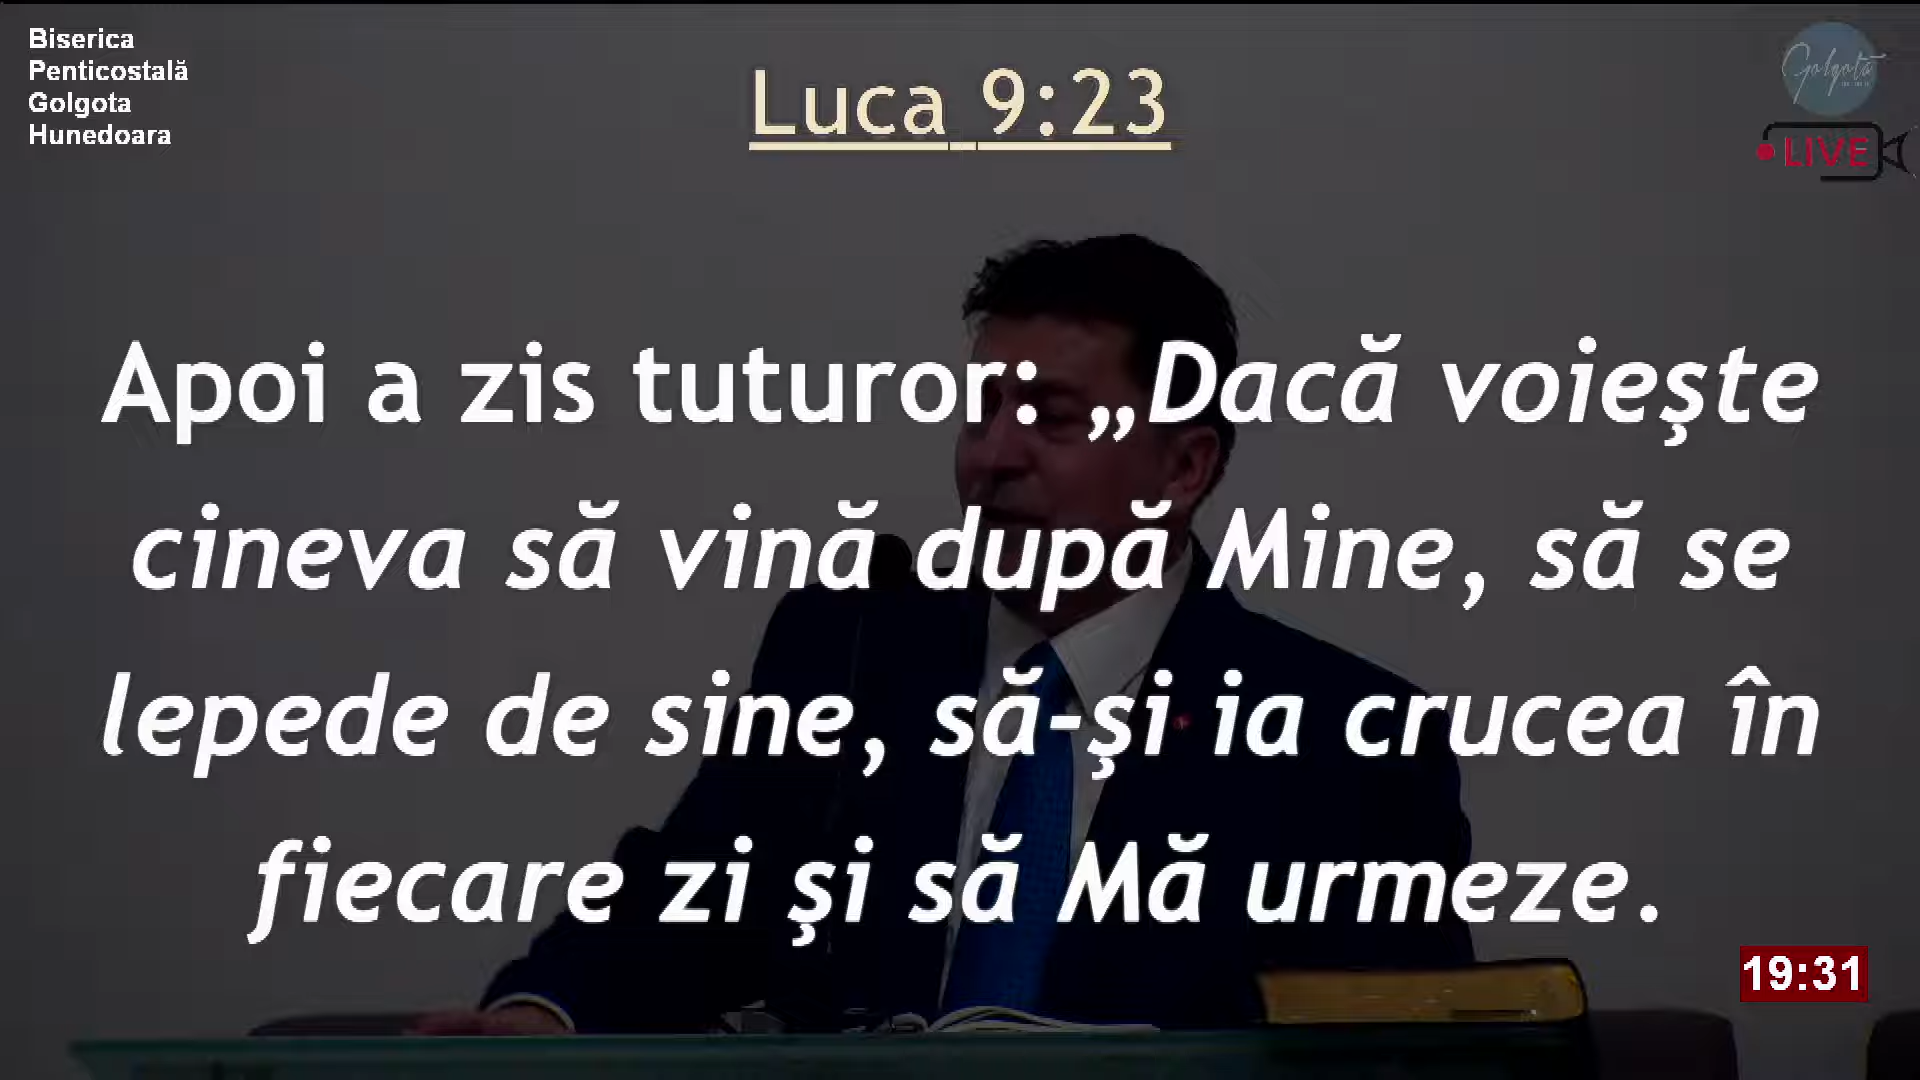 Biserica
Penticostală
Golgota
Hunedoara
Luca 9:23
Golgota
LIVE
Apoi a zis tuturor: „Dacă voieşte
cineva să vină după Mine, să se
lepede de sine, să-şi ia crucea în
fiecare zi şi să Mă urmeze.
19:31